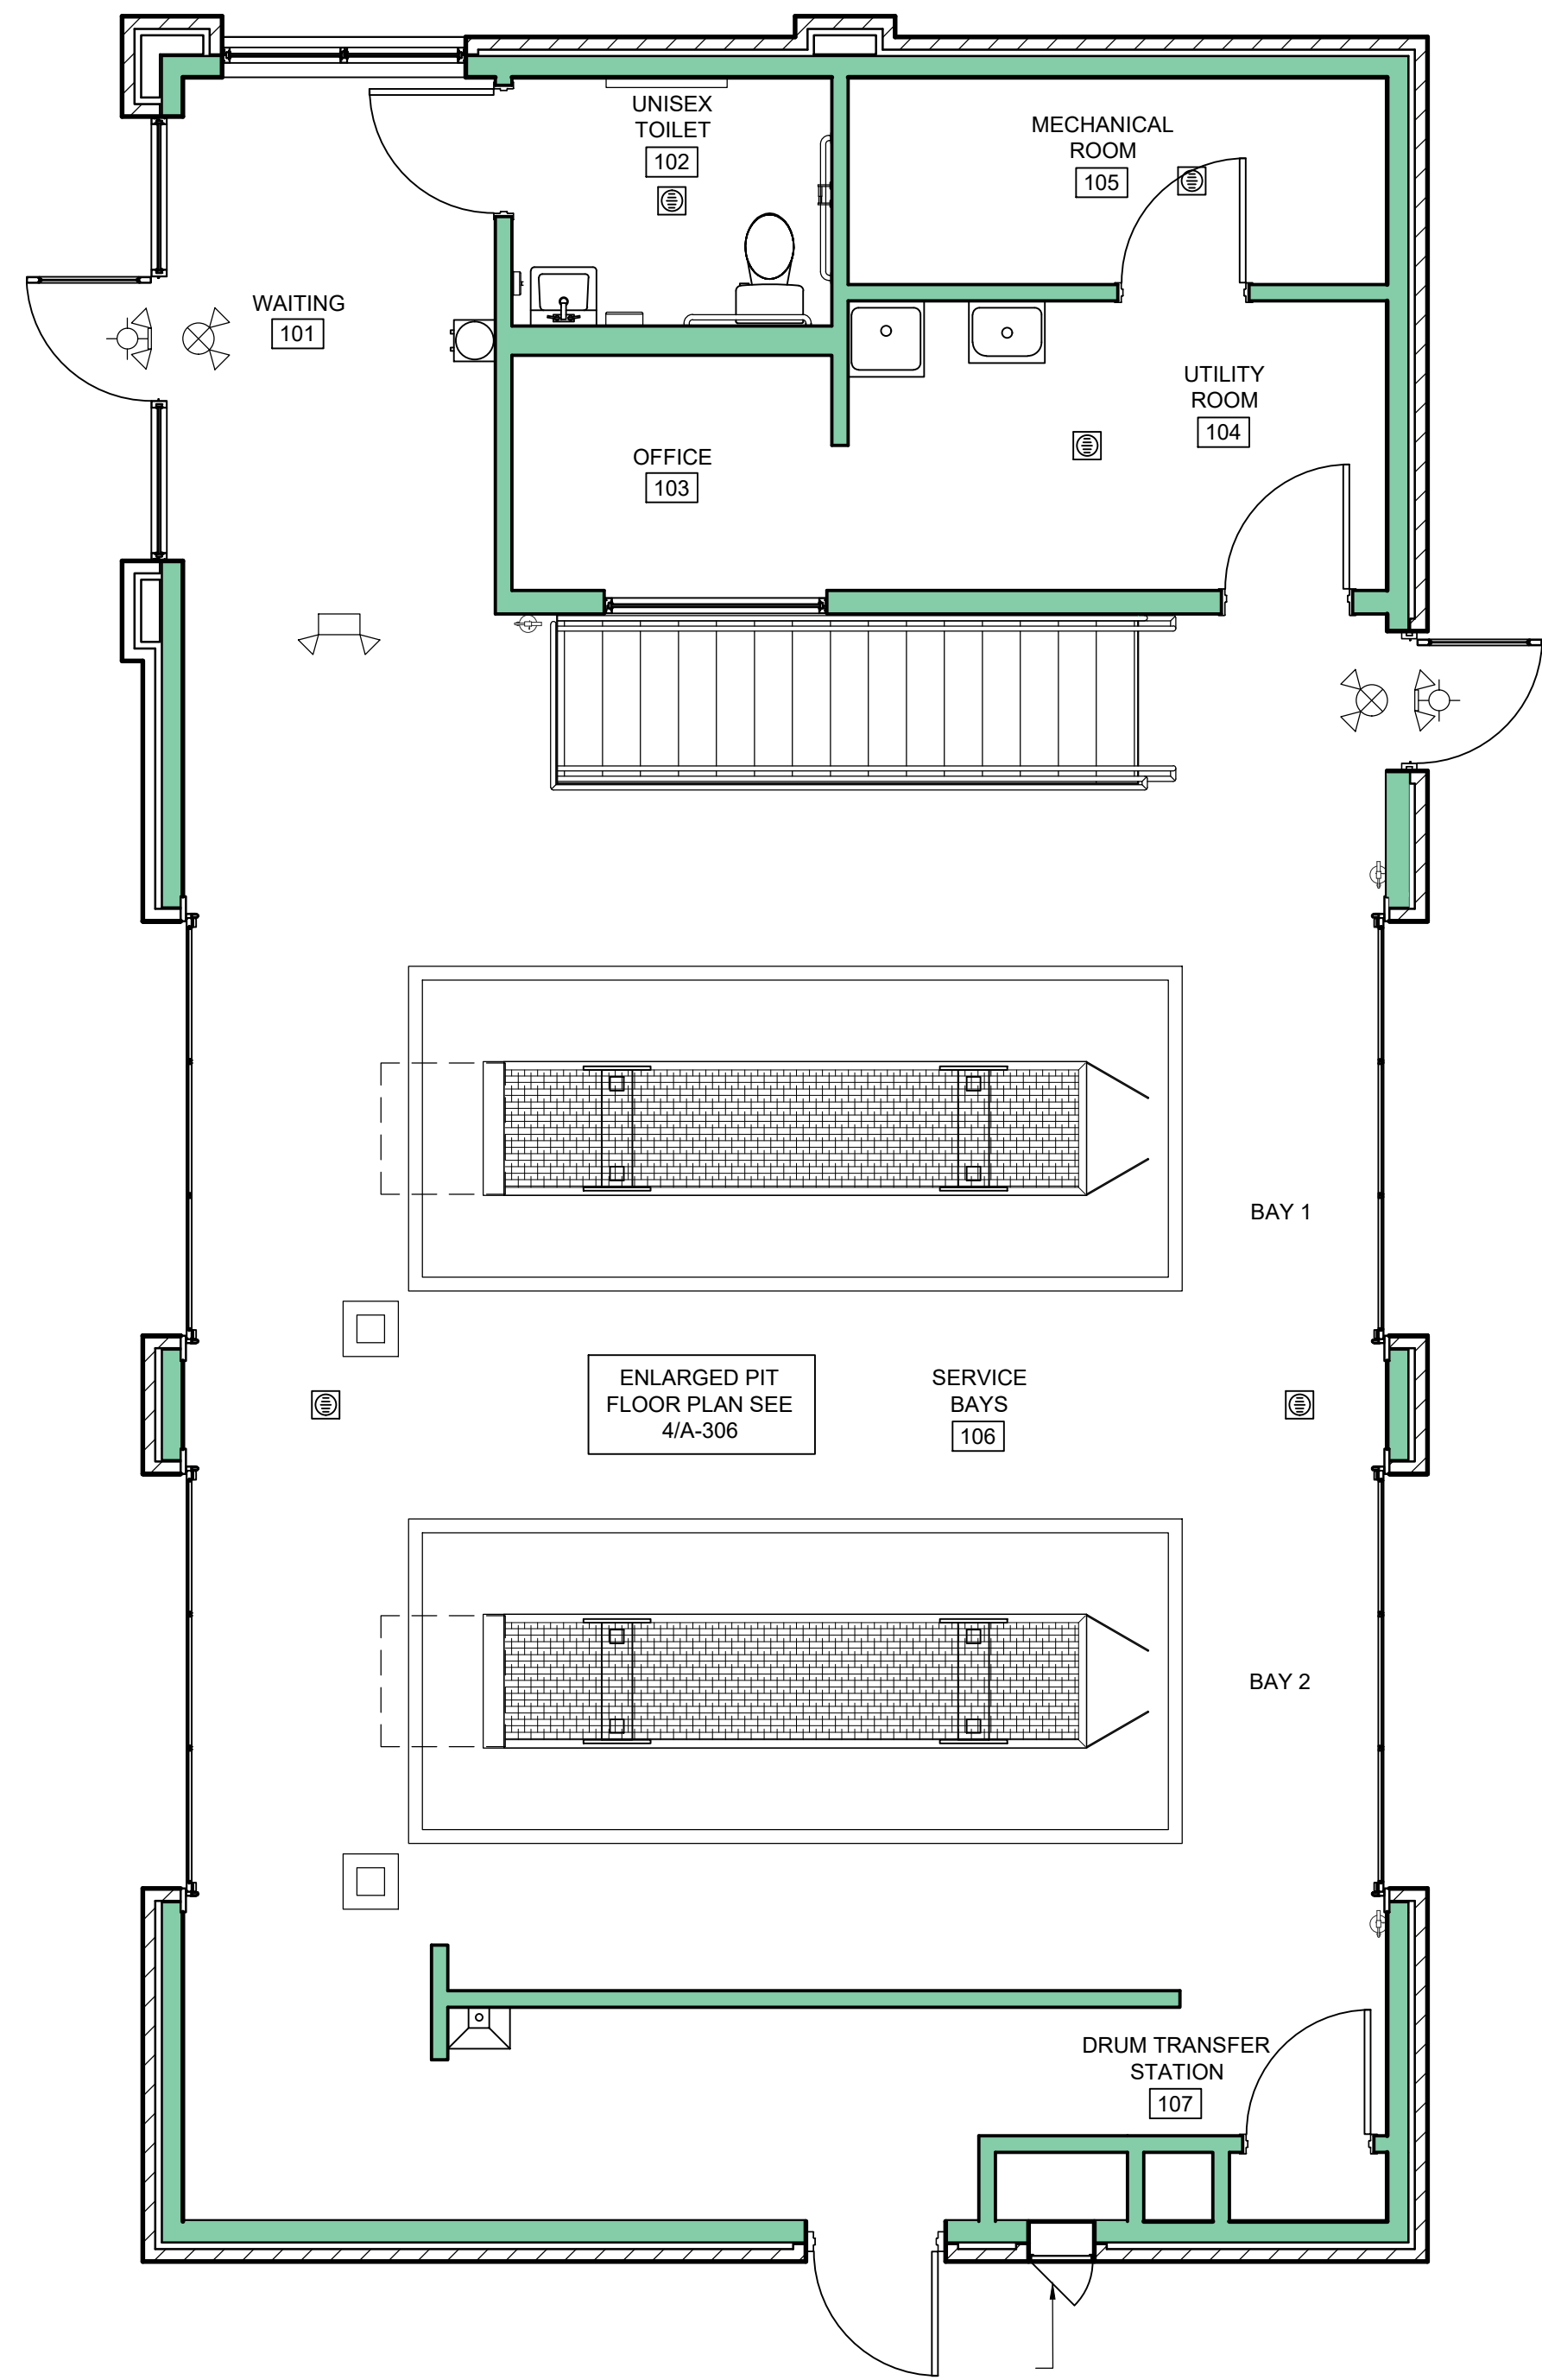 UNISEX
TOILET
102
MECHANICAL
ROOM
105
WAITING
101
UTILITY
ROOM
104
OFFICE
103
BAY 1
ENLARGED PIT
FLOOR PLAN SEE
4/A-306
SERVICE
BAYS
106
BAY 2
DRUM TRANSFER
STATION
107